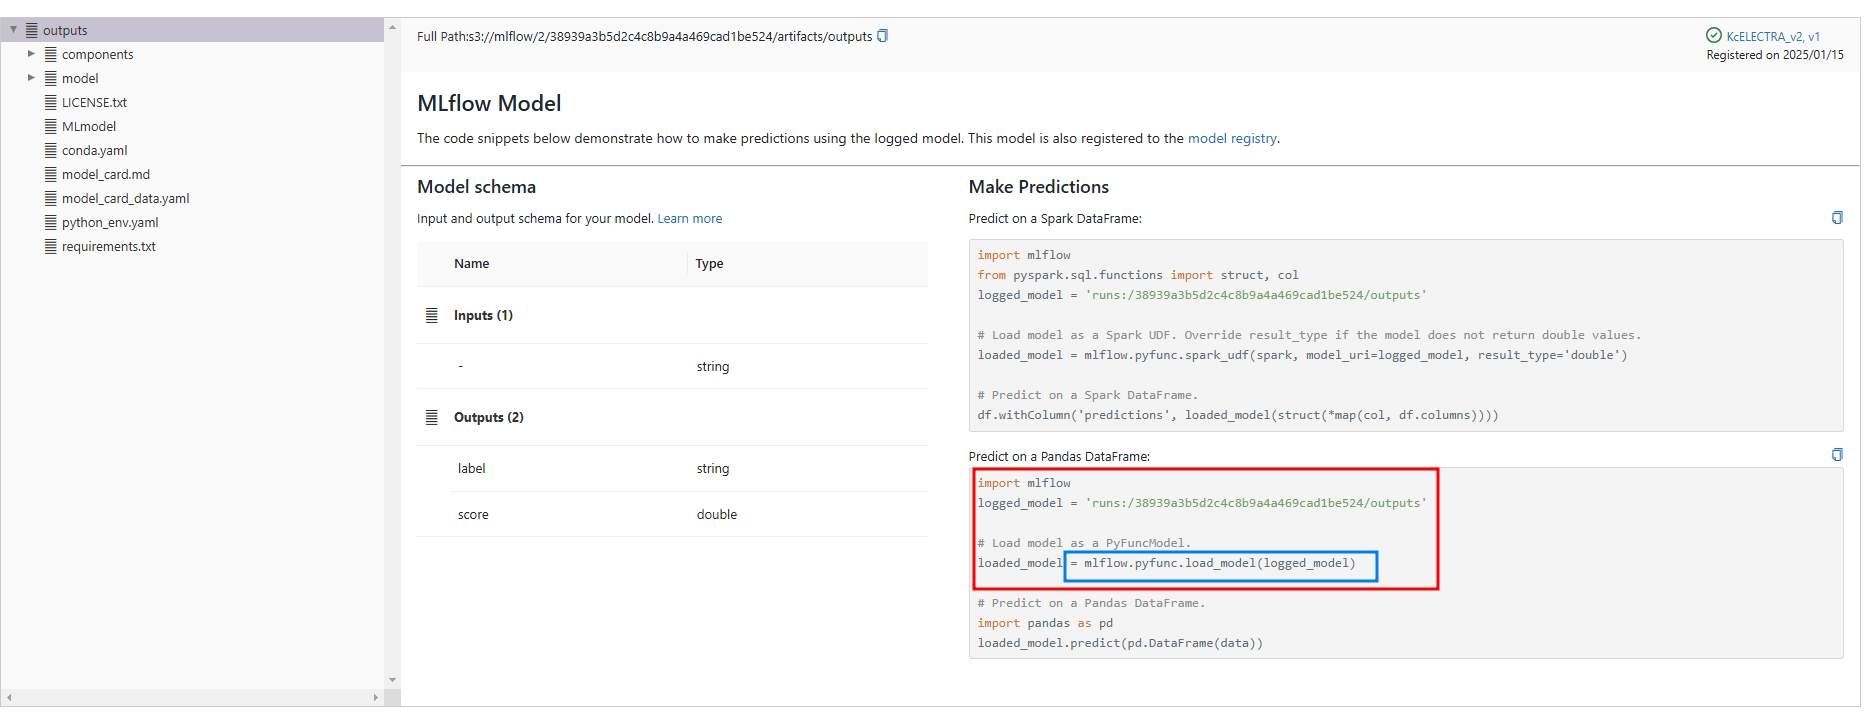 outputs
components
model
LICENSE.txt
MLmodel
conda.yaml
model_card.md
model_card_data.yaml
python_env.yaml
requirements.txt
Full Path:s3://mlflow/2/38939a3b5d2c4c8b9a4a469cad1be524/artifacts/outputs
KcELECTRA_v2, v1
Registered on 2025/01/15
MLflow Model
The code snippets below demonstrate how to make predictions using the logged model. This model is also registered to the model registry.
Model schema
Input and output schema for your model. Learn more
Name Type
Inputs (1)
- string
Outputs (2)
label string
score double
Make Predictions
Predict on a Spark DataFrame:
import mlflow
from pyspark.sql.functions import struct, col
logged_model = 'runs:/38939a3b5d2c4c8b9a4a469cad1be524/outputs'
# Load model as a Spark UDF. Override result_type if the model does not return double values.
loaded_model = mlflow.pyfunc.spark_udf(spark, model_uri=logged_model, result_type='double')
# Predict on a Spark DataFrame.
df.withColumn('predictions', loaded_model(struct(*map(col, df.columns))))
Predict on a Pandas DataFrame:
import mlflow
logged_model = 'runs:/38939a3b5d2c4c8b9a4a469cad1be524/outputs'
# Load model as a PyFuncModel.
loaded_model = mlflow.pyfunc.load_model(logged_model)
# Predict on a Pandas DataFrame.
import pandas as pd
loaded_model.predict(pd.DataFrame(data))